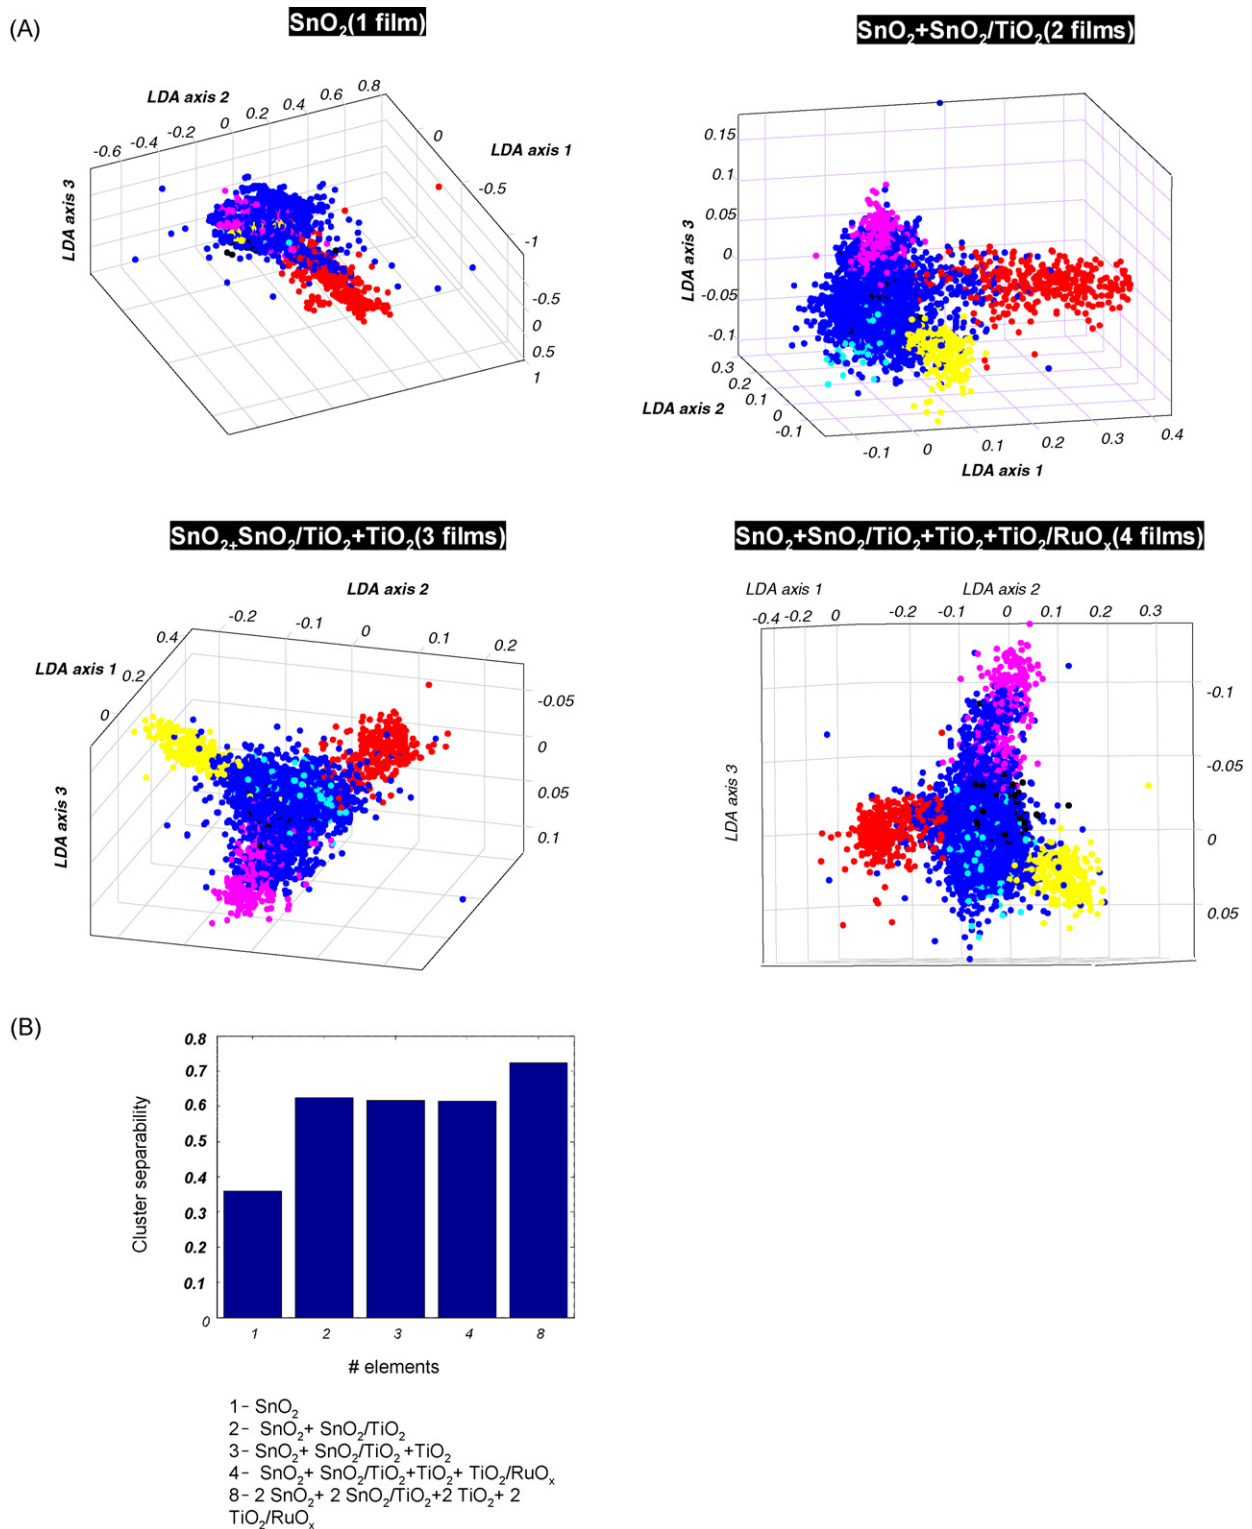 (A)
SnO₂(1 film)
LDA axis 2
-0.6 -0.4 -0.2 0 0.2 0.4 0.6 0.8
LDA axis 1
0
-0.5
-1
LDA axis 3
-0.5
0
0.5
1
SnO₂+SnO₂/TiO₂(2 films)
LDA axis 3
0.15
0.1
0.05
0
-0.05
-0.1
0.3
0.2
0.1
0
-0.1
LDA axis 2
-0.1 0 0.1 0.2 0.3 0.4
LDA axis 1
SnO₂₊SnO₂/TiO₂+TiO₂(3 films)
LDA axis 2
-0.2 -0.1 0 0.1 0.2
LDA axis 1
0.4
0.2
0
LDA axis 3
-0.05
0
0.05
0.1
SnO₂+SnO₂/TiO₂+TiO₂+TiO₂/RuOₓ(4 films)
LDA axis 1 LDA axis 2
-0.4 -0.2 0 -0.2 -0.1 0 0.1 0.2 0.3
LDA axis 3
-0.1
-0.05
0
0.05
(B)
Cluster separability
0.8
0.7
0.6
0.5
0.4
0.3
0.2
0.1
0
1 2 3 4 8
# elements
1- SnO₂
2- SnO₂+ SnO₂/TiO₂
3- SnO₂+ SnO₂/TiO₂ +TiO₂
4- SnO₂+ SnO₂/TiO₂+TiO₂+ TiO₂/RuOₓ
8- 2 SnO₂+ 2 SnO₂/TiO₂+2 TiO₂+ 2
TiO₂/RuOₓ